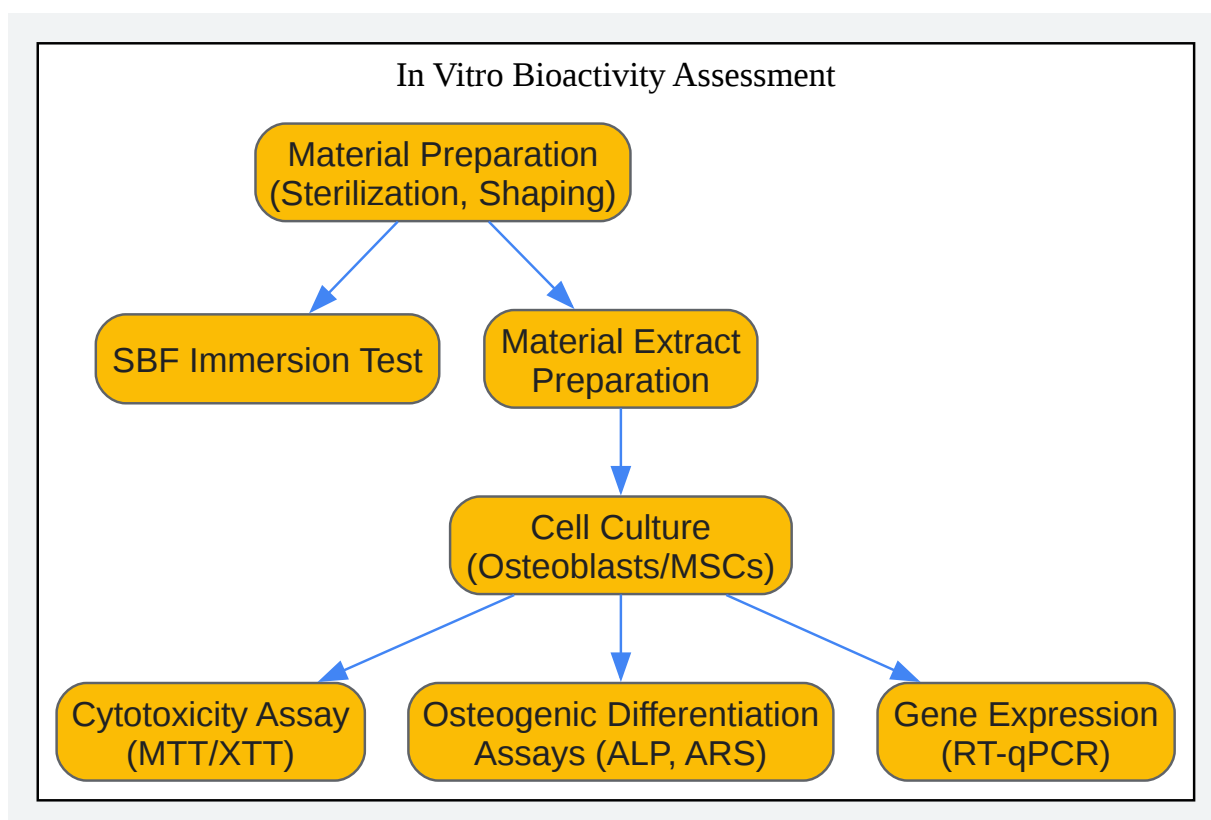 In Vitro Bioactivity Assessment
Material Preparation
(Sterilization, Shaping)
SBF Immersion Test
Material Extract
Preparation
Cell Culture
(Osteoblasts/MSCs)
Cytotoxicity Assay
(MTT/XTT)
Osteogenic Differentiation
Assays (ALP, ARS)
Gene Expression
(RT-qPCR)